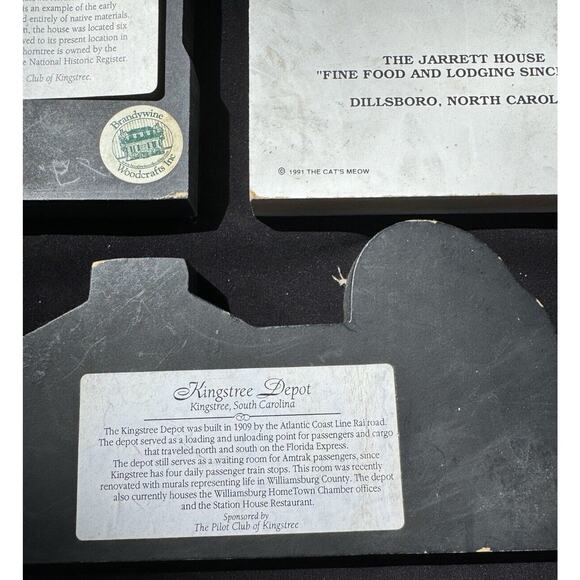 is an example of the early
entirely of native materials.
the house was located six
ved to its present location in
horntree is owned by the
National Historic Register
Club of Kingstree.
Brandywine
Woodcrafts Inc
THE JARRETT HOUSE
"FINE FOOD AND LODGING SINC
DILLSBORO, NORTH CAROL
© 1991 THE CAT'S MEOW
Kingstree Depot
Kingstree, South Carolina
The Kingstree Depot was built in 1909 by the Atlantic Coast Line Railroad.
The depot served as a loading and unloading point for passengers and cargo
that traveled north and south on the Florida Express.
The depot still serves as a waiting room for Amtrak passengers, since
Kingstree has four daily passenger train stops. This room was recently
renovated with murals representing life in Williamsburg County. The depot
also currently houses the Williamsburg HomeTown Chamber offices
and the Station House Restaurant.
Sponsored by
The Pilot Club of Kingstree